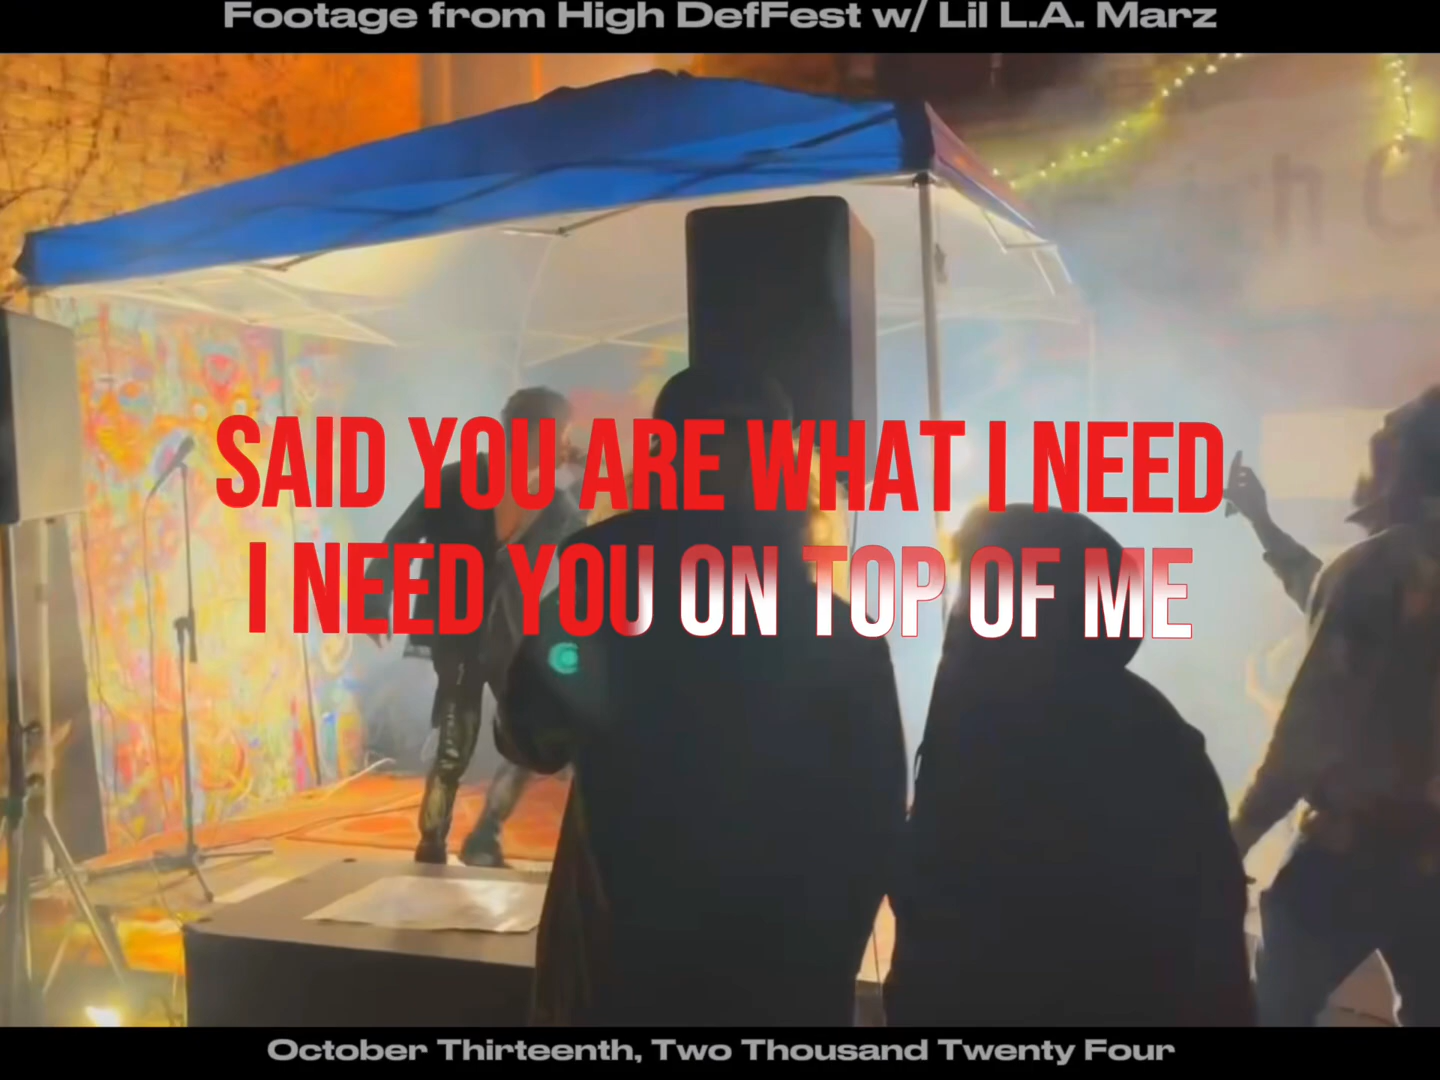 Footage from High DefFest w/ Lil L.A. Marz
SAID YOU ARE WHAT I NEED
I NEED YOU ON TOP OF ME
October Thirteenth, Two Thousand Twenty Four